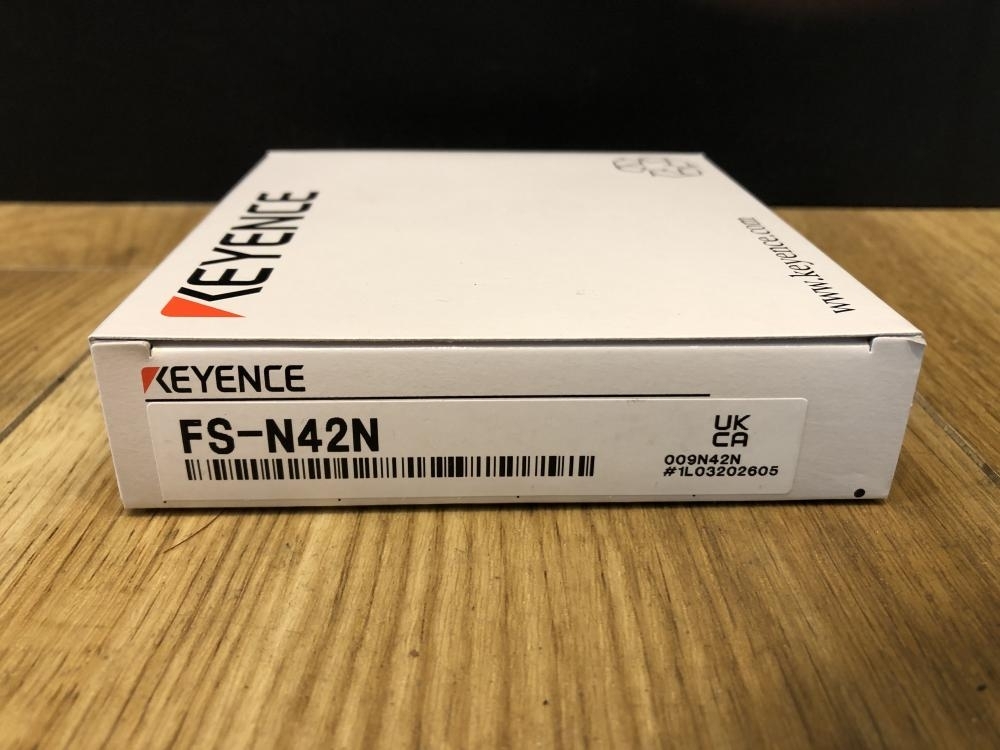 KEYENCE
www.keyence.com
KEYENCE
FS-N42N
UK
CA
009N42N
#1L03202605